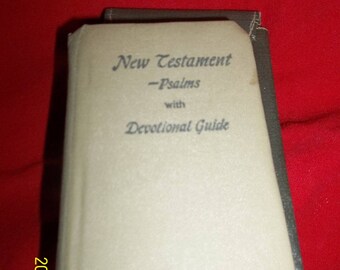 New Testament
—Psalms
with
Devotional Guide